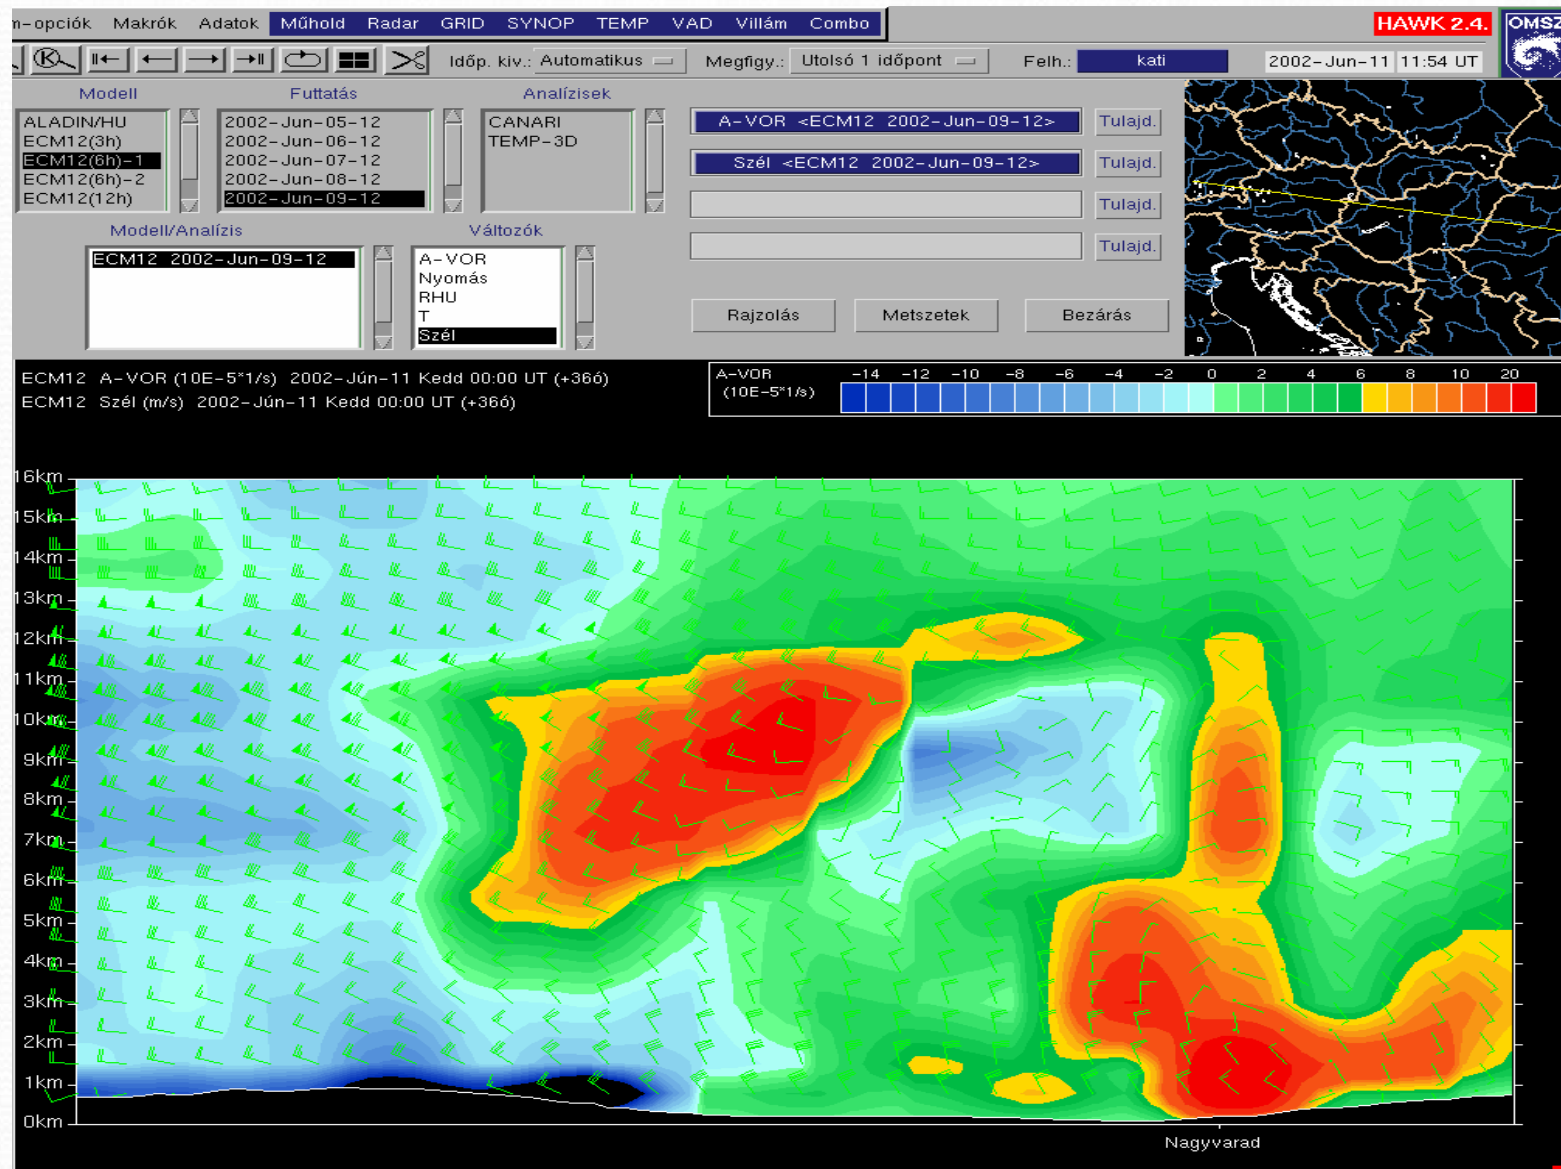 m-opciók Makrók Adatok Műhold Radar GRID SYNOP TEMP VAD Villám Combo HAWK 2.4. OMSZ
K Időp. kiv.: Automatikus Megfigy.: Utolsó 1 időpont Felh.: kati 2002-Jun-11 11:54 UT
Modell Futtatás Analízisek
ALADIN/HU 2002-Jun-05-12 CANARI A-VOR <ECM12 2002-Jun-09-12> Tulajd.
ECM12(3h) 2002-Jun-06-12 TEMP-3D
ECM12(6h)-1 2002-Jun-07-12 Szél <ECM12 2002-Jun-09-12> Tulajd.
ECM12(6h)-2 2002-Jun-08-12
ECM12(12h) 2002-Jun-09-12 Tulajd.
Modell/Analízis Változók
Tulajd.
ECM12 2002-Jun-09-12 A-VOR
Nyomás
RHU
T Rajzolás Metszetek Bezárás
Szél
ECM12 A-VOR (10E-5*1/s) 2002-Jún-11 Kedd 00:00 UT (+36ó) A-VOR -14 -12 -10 -8 -6 -4 -2 0 2 4 6 8 10 20
ECM12 Szél (m/s) 2002-Jún-11 Kedd 00:00 UT (+36ó) (10E-5*1/s)
16km
15km
14km
13km
12km
11km
10km
9km
8km
7km
6km
5km
4km
3km
2km
1km
0km
Nagyvarad